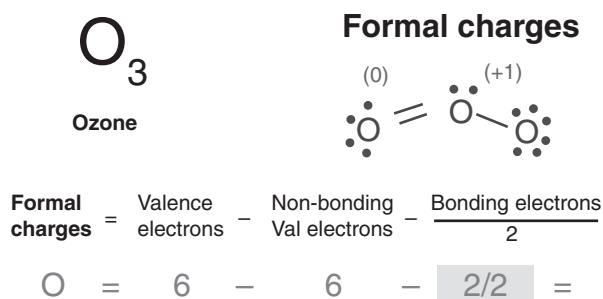 O3
Ozone
Formal charges
(0)
(+1)
O O O
Formal charges = Valence electrons – Non-bonding Val electrons – Bonding electrons
2
O = 6 – 6 – 2/2 =